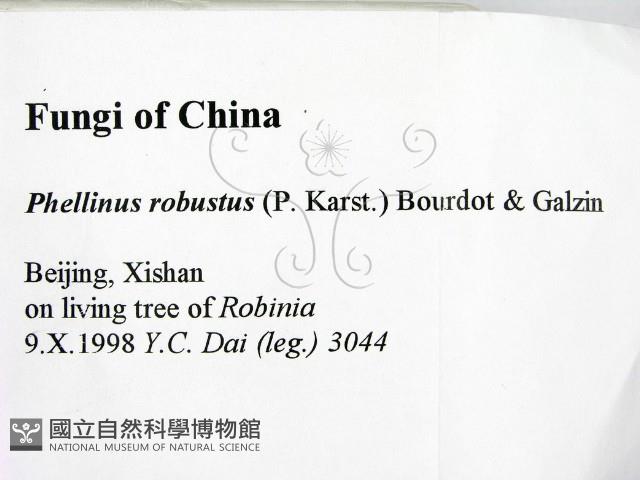 Fungi of China
Phellinus robustus (P. Karst.) Bourdot & Galzin
Beijing, Xishan
on living tree of Robinia
9.X.1998 Y.C. Dai (leg.) 3044
國立自然科學博物館
NATIONAL MUSEUM OF NATURAL SCIENCE